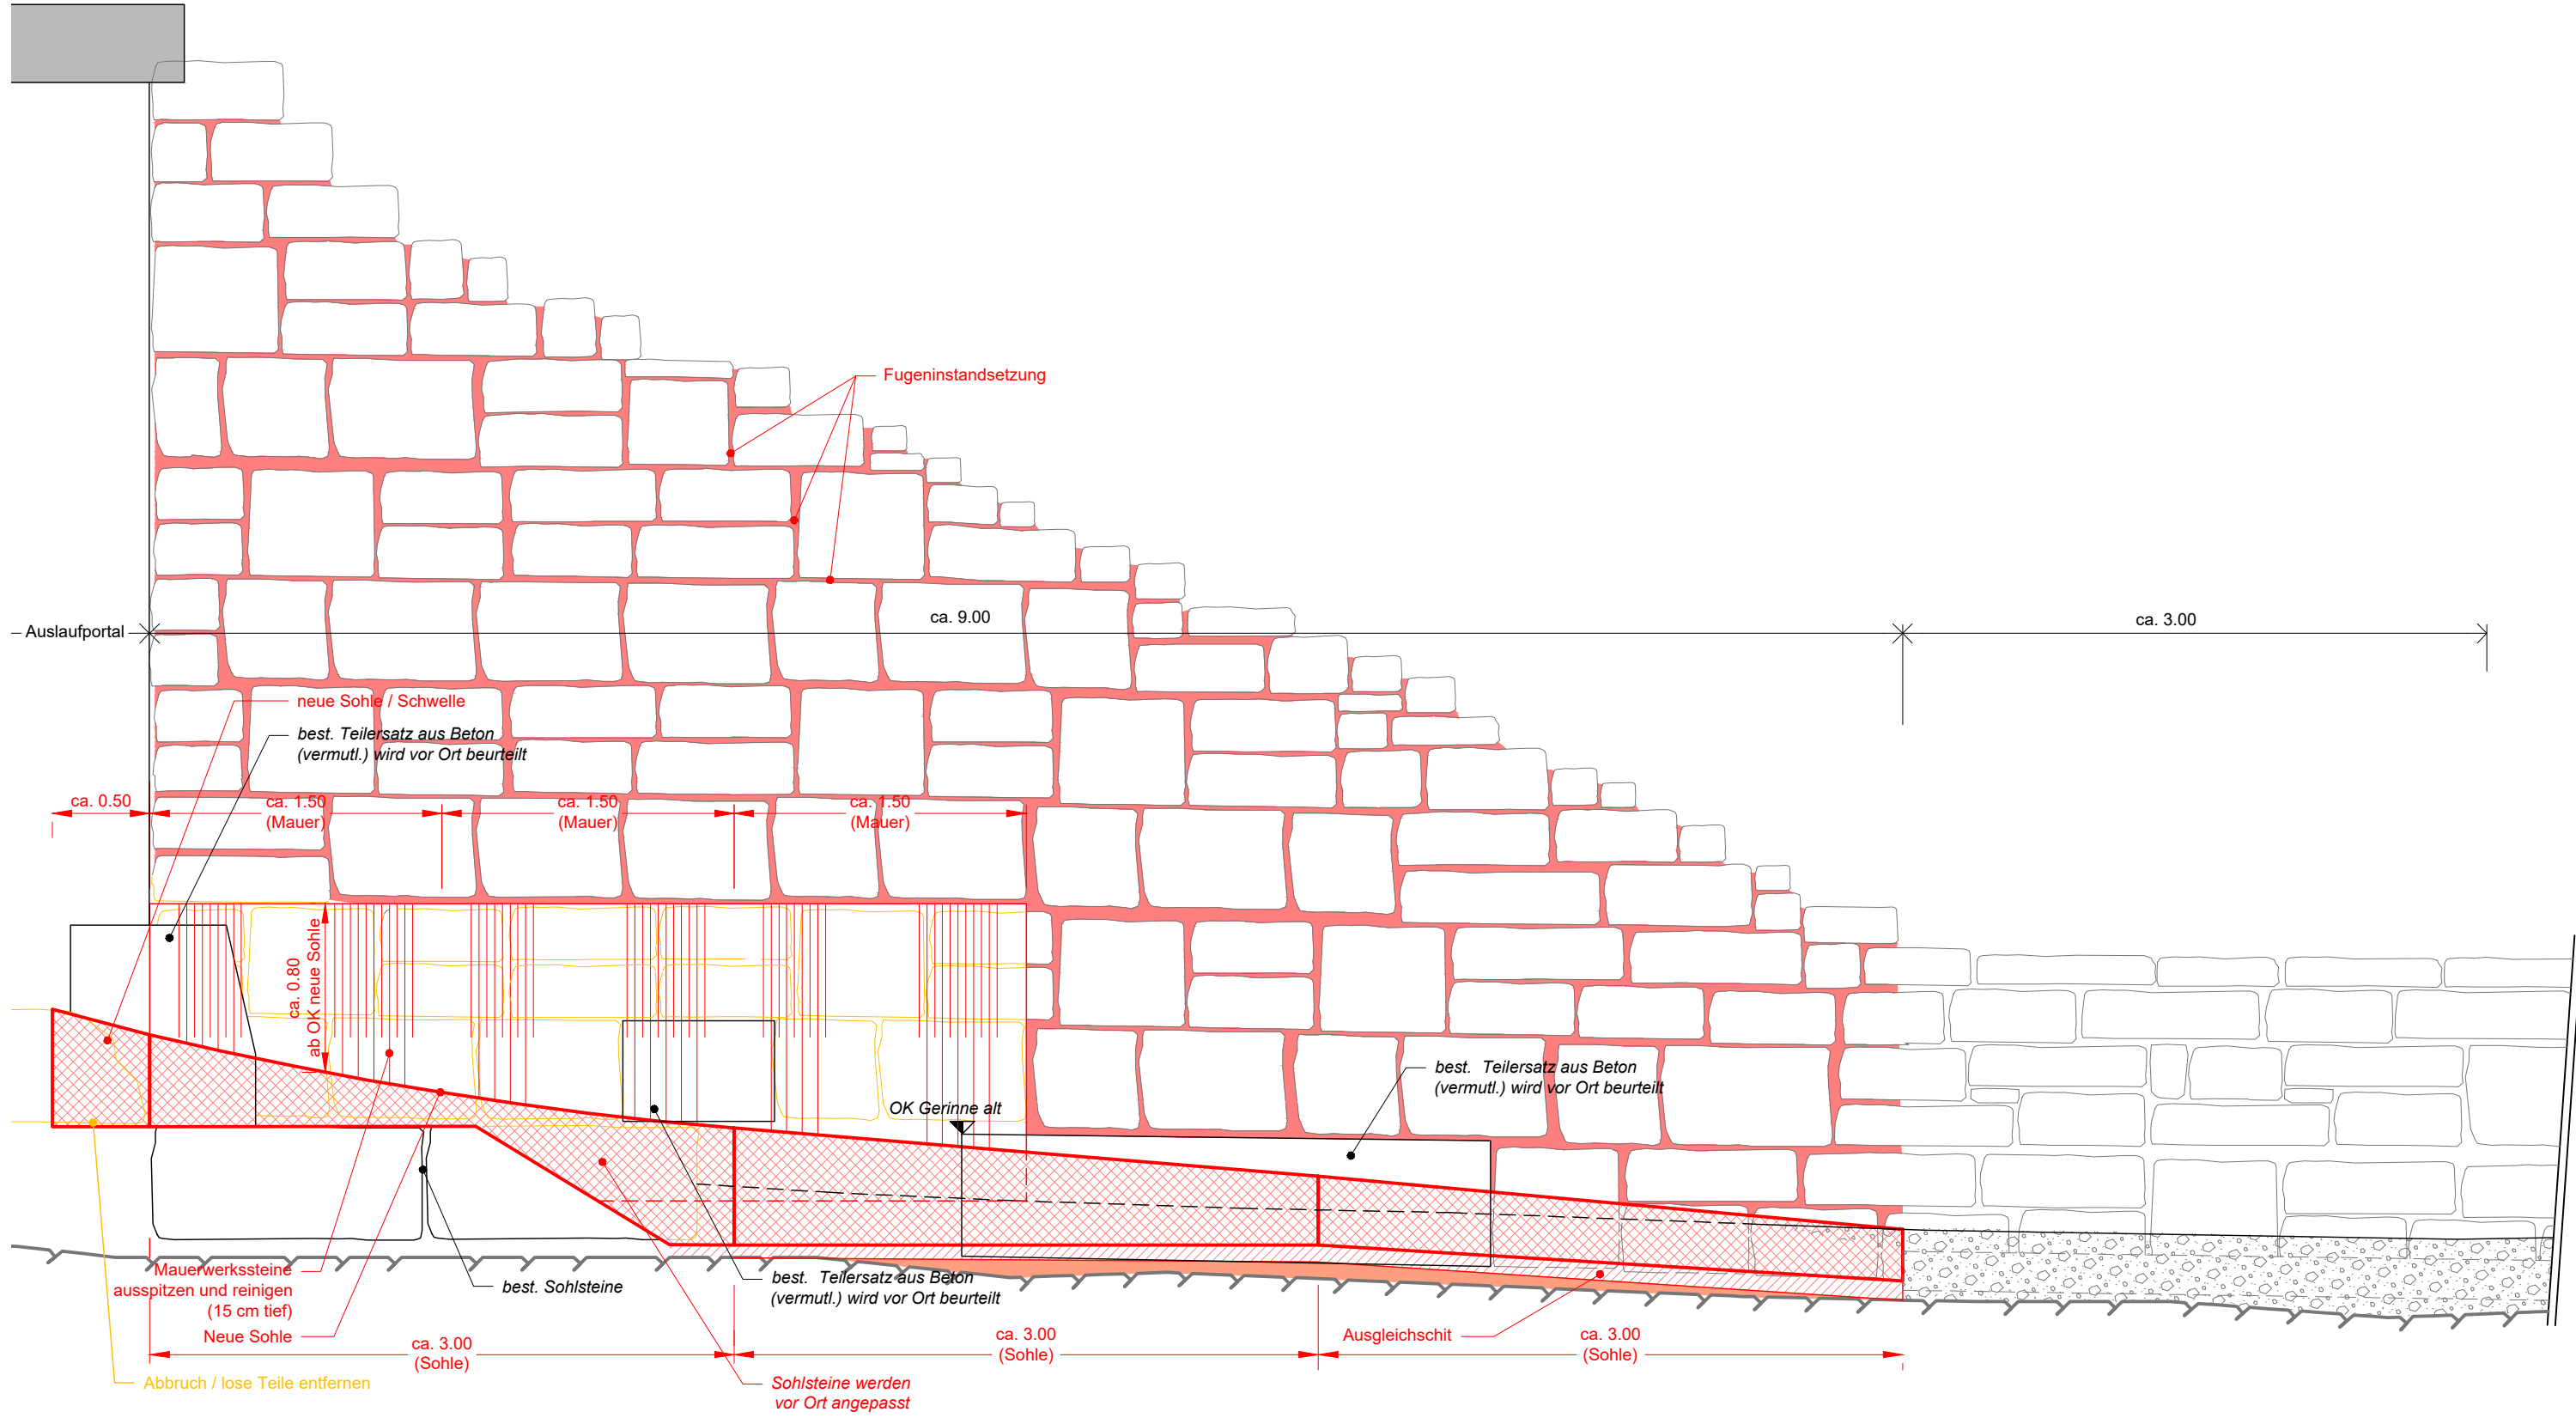 Fugeninstandsetzung
ca. 9.00
ca. 3.00
Auslaufportal
neue Sohle / Schwelle
best. Teilersatz aus Beton
(vermutl.) wird vor Ort beurteilt
ca. 0.50
ca. 1.50
(Mauer)
ca. 1.50
(Mauer)
ca. 1.50
(Mauer)
ca. 0.80
ab OK neue Sohle
OK Gerinne alt
best. Teilersatz aus Beton
(vermutl.) wird vor Ort beurteilt
Mauerwerkssteine
ausspitzen und reinigen
(15 cm tief)
Neue Sohle
best. Sohlsteine
best. Teilersatz aus Beton
(vermutl.) wird vor Ort beurteilt
Ausgleichschit
ca. 3.00
(Sohle)
ca. 3.00
(Sohle)
ca. 3.00
(Sohle)
Abbruch / lose Teile entfernen
Sohlsteine werden
vor Ort angepasst